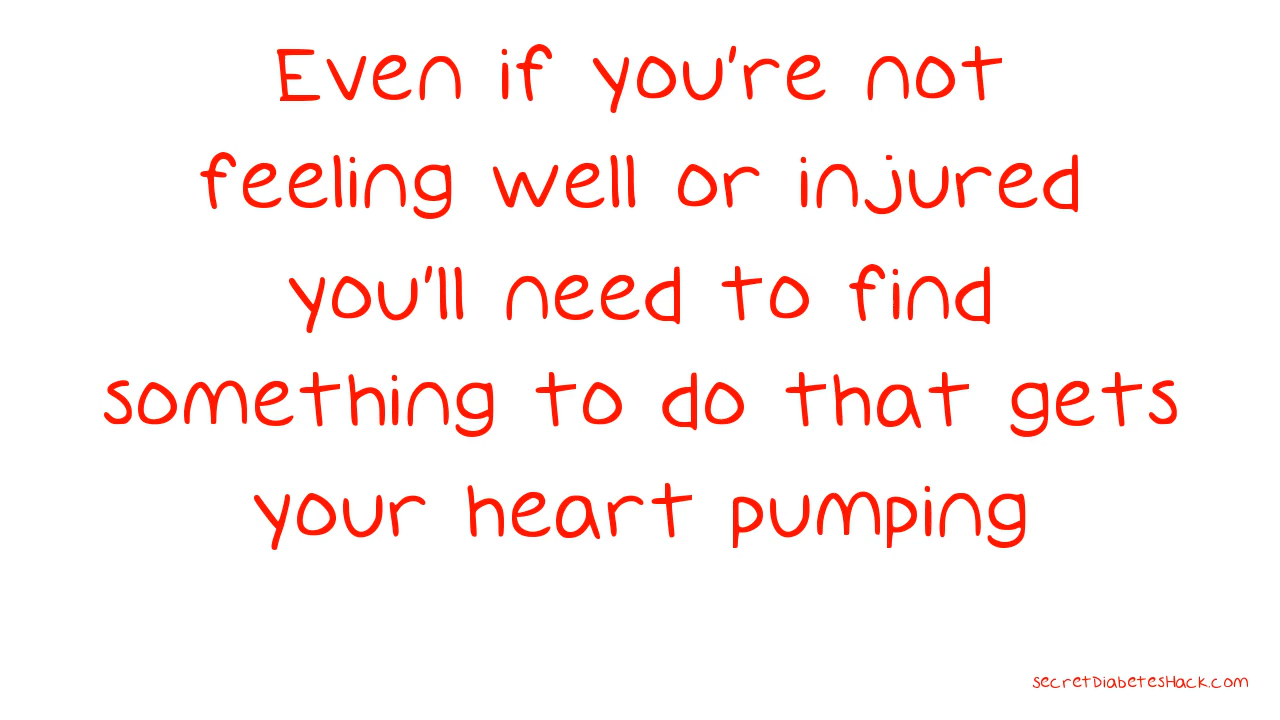 Even if you're not
feeling well or injured
you'll need to find
something to do that gets
your heart pumping
secretDiabetesHack.com